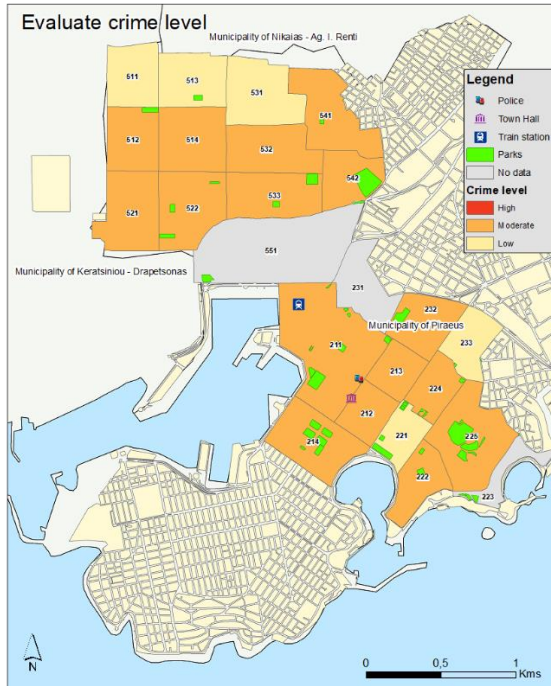 Evaluate crime level
Municipality of Nikaias - Ag. I. Renti
511
513
531
541
512
514
532
542
521
522
533
551
231
Municipality of Keratsiniou - Drapetsonas
232
Municipality of Piraeus
233
211
213
224
212
214
221
225
222
223
Legend
Police
Town Hall
Train station
Parks
No data
Crime level
High
Moderate
Low
N
0 0,5 1
Kms